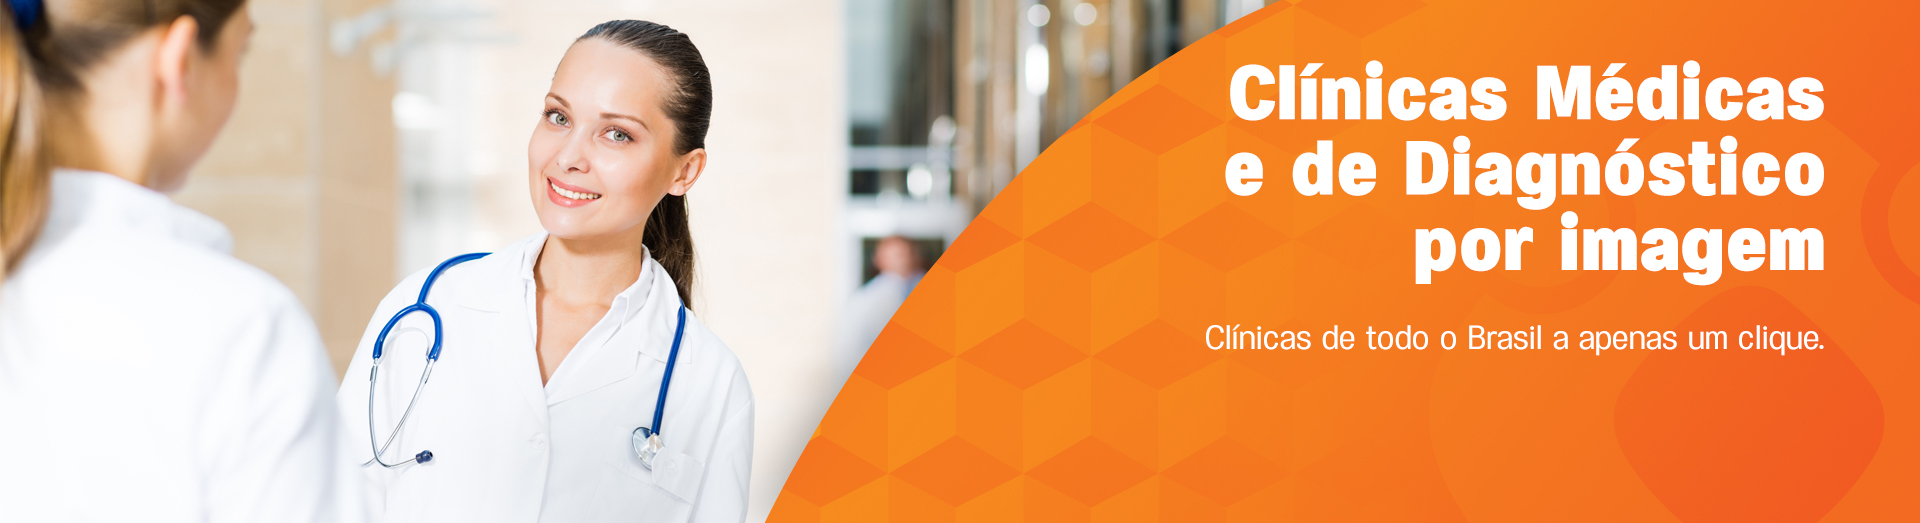 Clínicas Médicas
e de Diagnóstico
por imagem
Clínicas de todo o Brasil a apenas um clique.